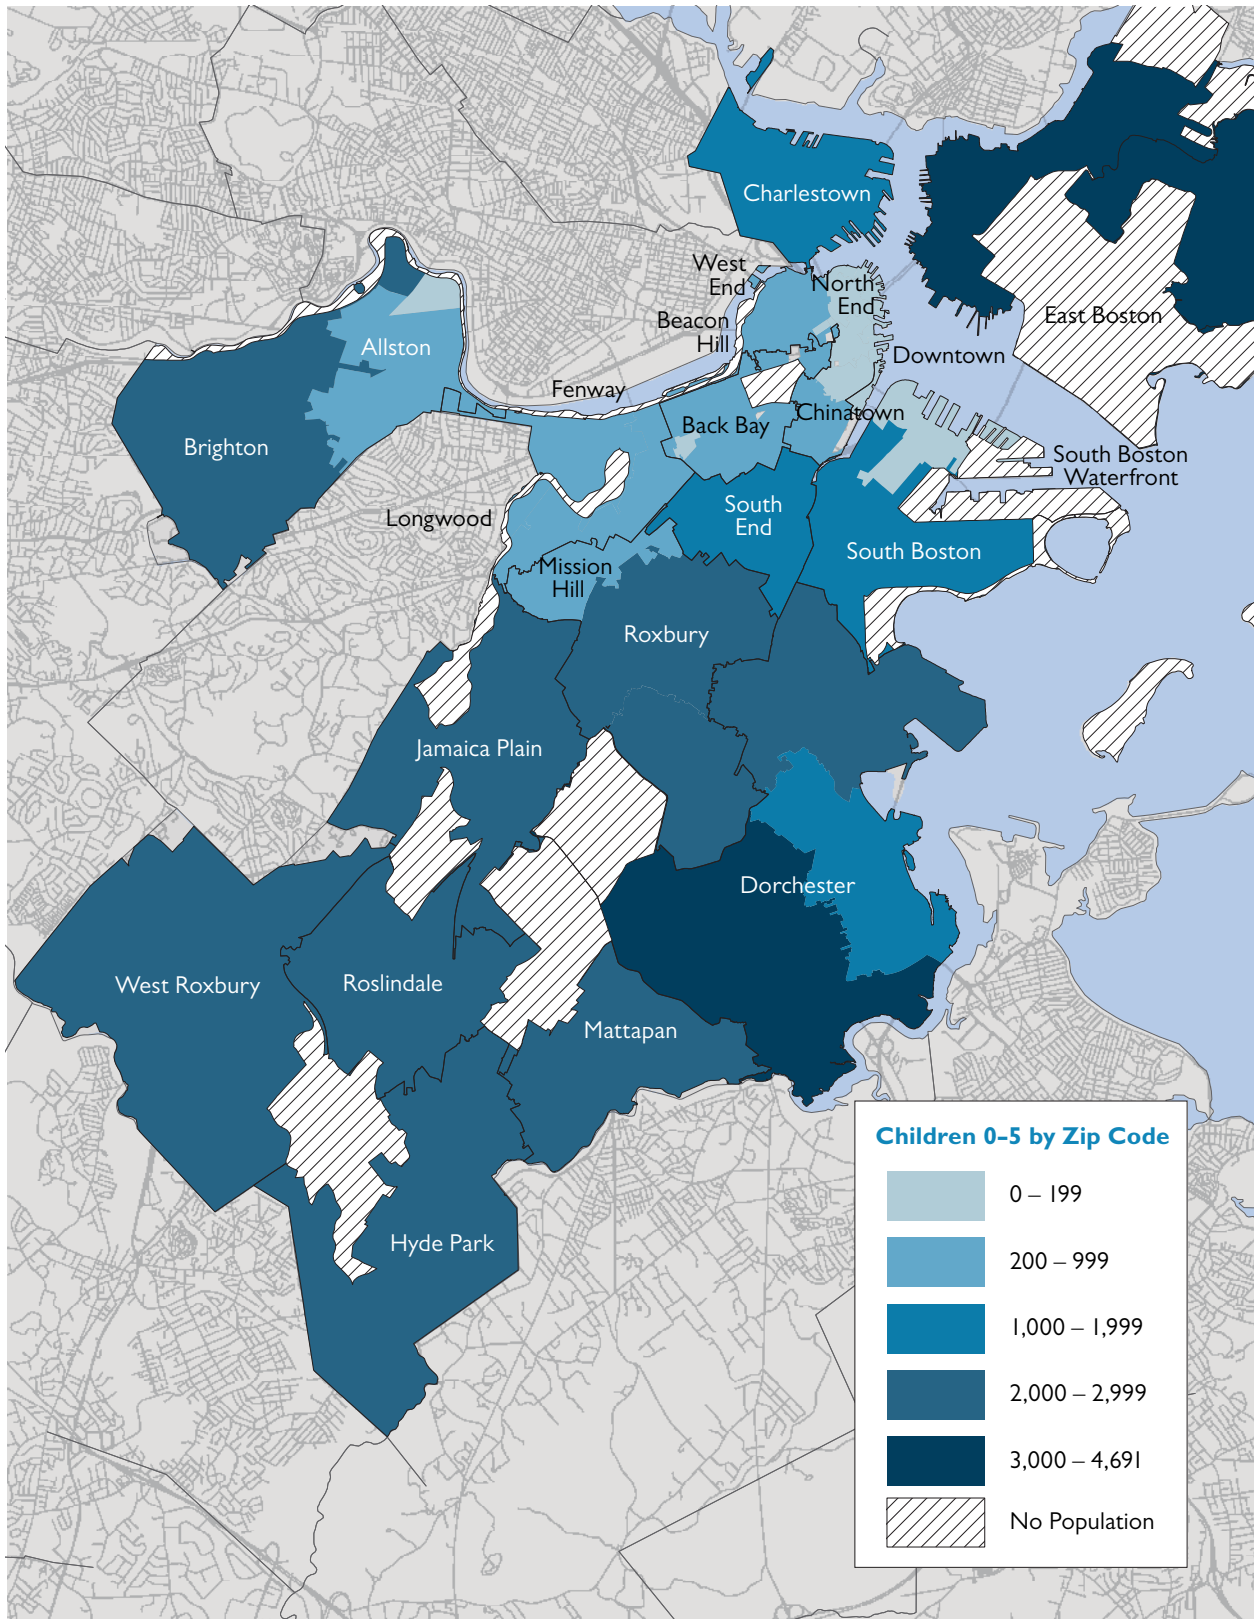 Charlestown
West
End
North
End
Beacon
Hill
East Boston
Allston
Downtown
Fenway
Chinatown
Back Bay
Brighton
South Boston
Waterfront
Longwood
South
End
South Boston
Mission
Hill
Roxbury
Jamaica Plain
Dorchester
West Roxbury
Roslindale
Mattapan
Hyde Park
Children 0–5 by Zip Code
0 – 199
200 – 999
1,000 – 1,999
2,000 – 2,999
3,000 – 4,691
No Population